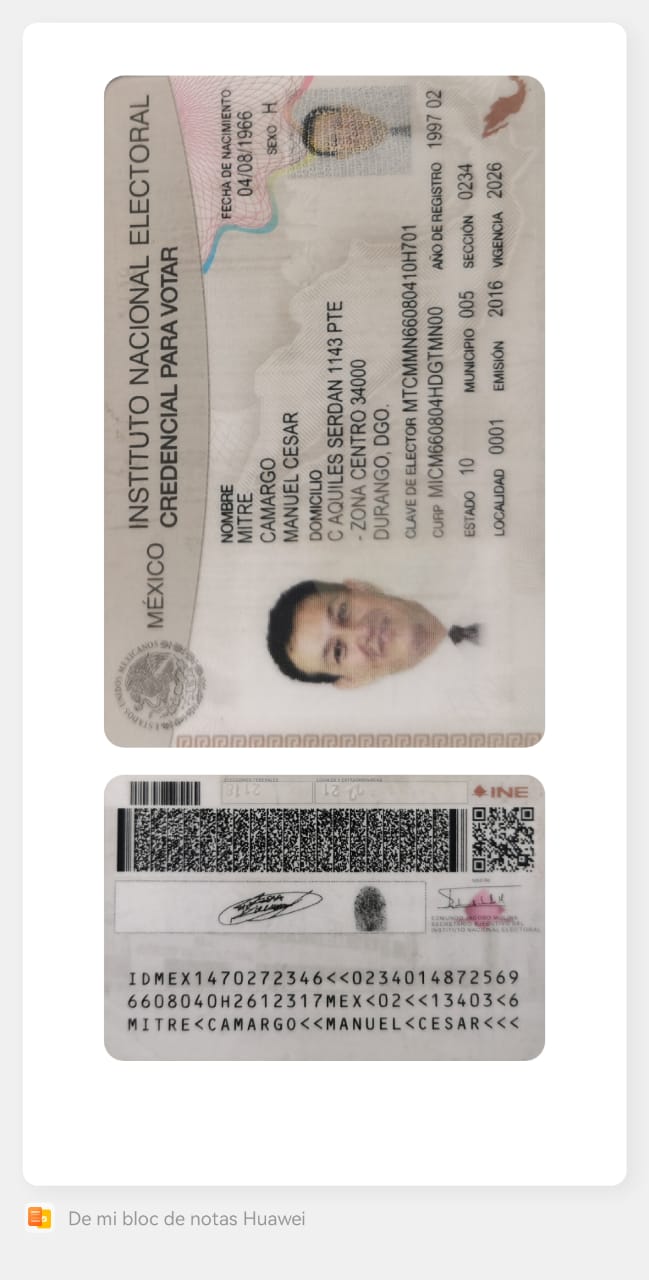 De mi bloc de notas Huawei
IDMEX1470272346<<0234014872569
6608040H2612317MEX<02<<13403<6
MITRE<CAMARGO<<MANUEL<CESAR<<<
INE
ESTADOS UNIDOS MEXICANOS
MÉXICO
INSTITUTO NACIONAL ELECTORAL
CREDENCIAL PARA VOTAR
NOMBRE
MITRE
CAMARGO
MANUEL CESAR
FECHA DE NACIMIENTO
04/08/1966
SEXO H
DOMICILIO
C AQUILES SERDAN 1143 PTE
- ZONA CENTRO 34000
DURANGO, DGO.
CLAVE DE ELECTOR MTCMMN66080410H701
CURP MICM660804HDGTMN00 AÑO DE REGISTRO 1997 02
ESTADO 10 MUNICIPIO 005 SECCIÓN 0234
LOCALIDAD 0001 EMISIÓN 2016 VIGENCIA 2026